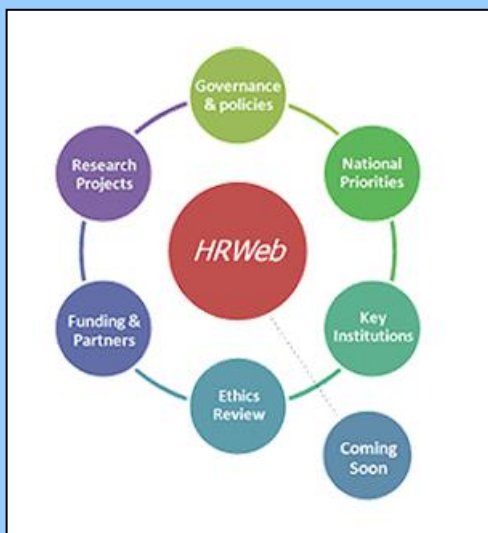 Governance
& policies
National
Priorities
Key
Institutions
Ethics
Review
Funding &
Partners
Research
Projects
HRWeb
Coming
Soon